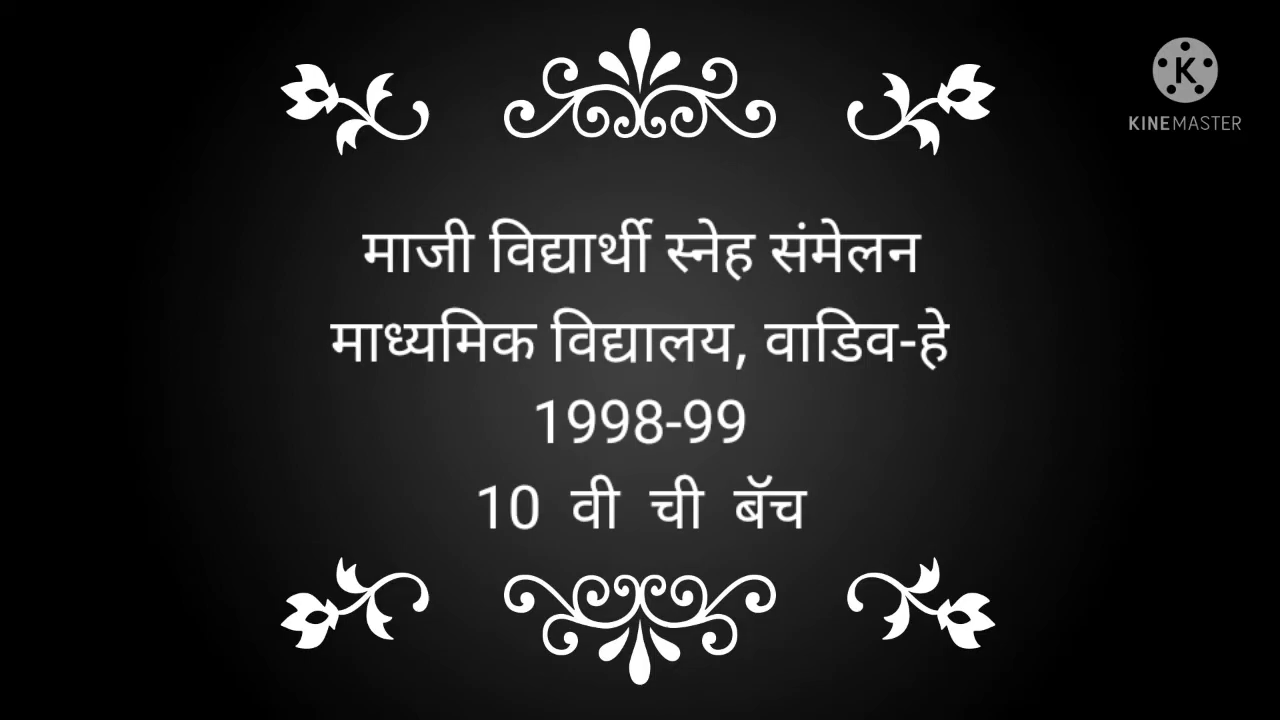 KINEMASTER
माजी विद्यार्थी स्नेह संमेलन
माध्यमिक विद्यालय, वाडिव-हे
1998-99
10 वी ची बॅच